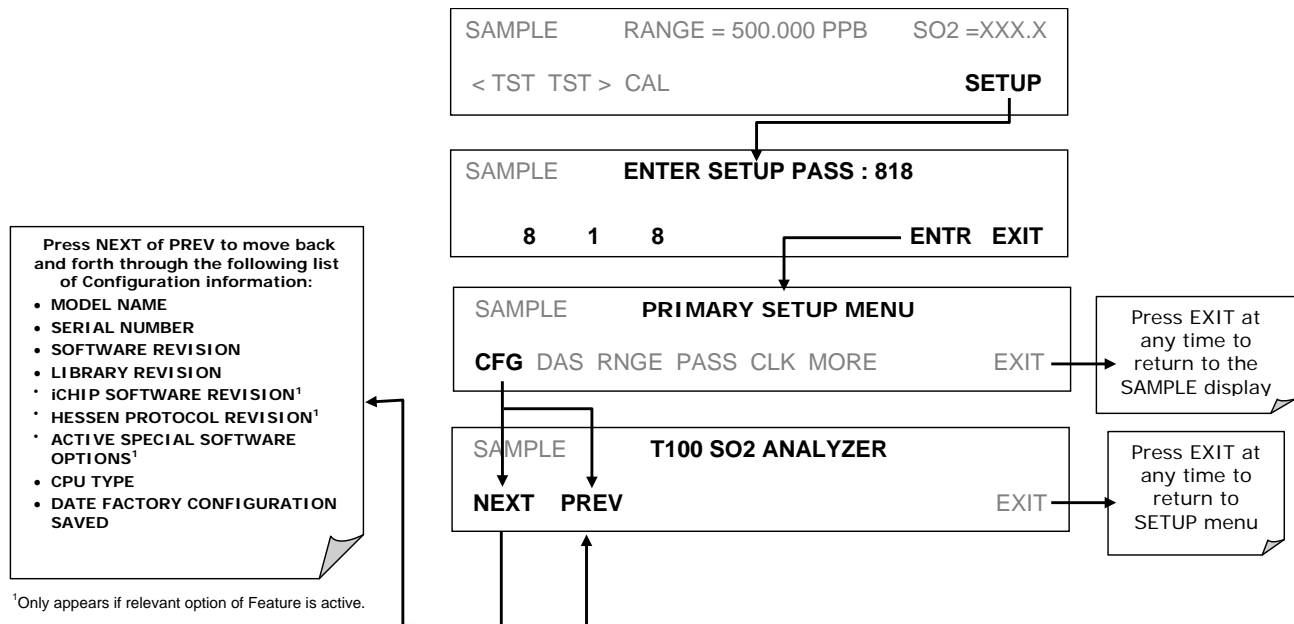 SAMPLE RANGE = 500.000 PPB SO2 =XXX.X
< TST TST > CAL SETUP
SAMPLE ENTER SETUP PASS : 818
8 1 8 ENTR EXIT
SAMPLE PRIMARY SETUP MENU
CFG DAS RNGE PASS CLK MORE EXIT
Press EXIT at
any time to
return to the
SAMPLE display
SAMPLE T100 SO2 ANALYZER
NEXT PREV EXIT
Press EXIT at
any time to
return to
SETUP menu
Press NEXT of PREV to move back
and forth through the following list
of Configuration information:
• MODEL NAME
• SERIAL NUMBER
• SOFTWARE REVISION
• LIBRARY REVISION
• iCHIP SOFTWARE REVISION¹
• HESSEN PROTOCOL REVISION¹
• ACTIVE SPECIAL SOFTWARE
OPTIONS¹
• CPU TYPE
• DATE FACTORY CONFIGURATION
SAVED
¹Only appears if relevant option of Feature is active.